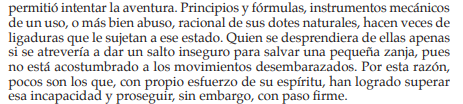 permitió intentar la aventura. Principios y fórmulas, instrumentos mecánicos
de un uso, o más bien abuso, racional de sus dotes naturales, hacen veces de
ligaduras que le sujetan a ese estado. Quien se desprendiera de ellas apenas
si se atrevería a dar un salto inseguro para salvar una pequeña zanja, pues
no está acostumbrado a los movimientos desembarazados. Por esta razón,
pocos son los que, con propio esfuerzo de su espíritu, han logrado superar
esa incapacidad y proseguir, sin embargo, con paso firme.